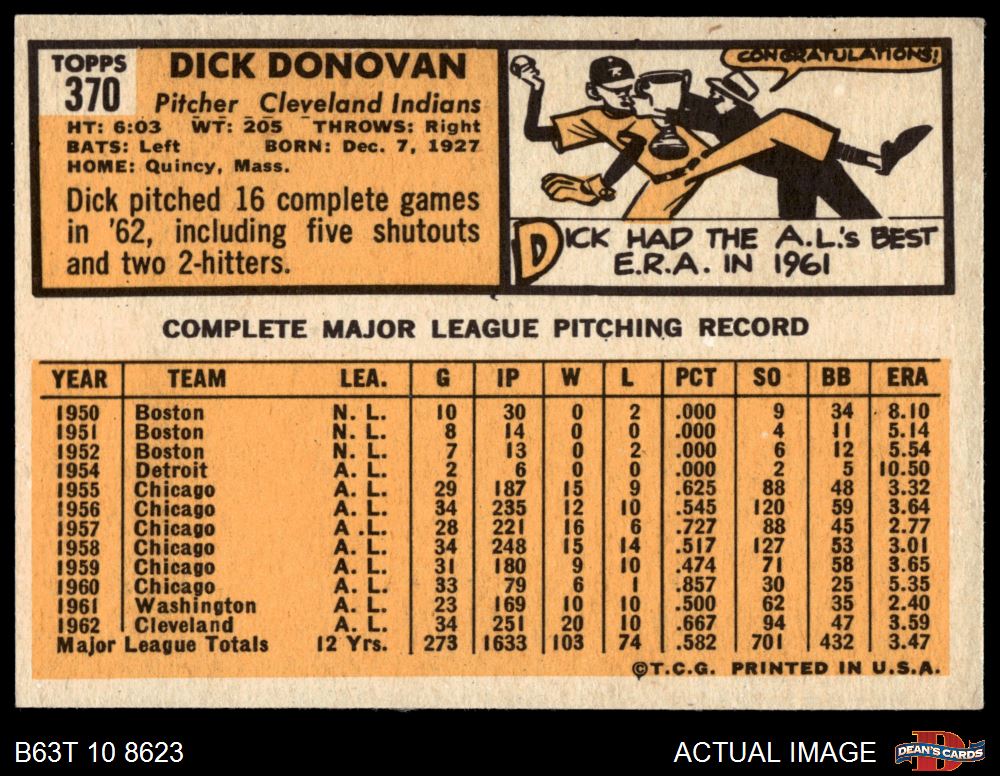 TOPPS
370
DICK DONOVAN
Pitcher Cleveland Indians
HT: 6:03 WT: 205 THROWS: Right
BATS: Left BORN: Dec. 7, 1927
HOME: Quincy, Mass.
Dick pitched 16 complete games
in '62, including five shutouts
and two 2-hitters.
CONGRATULATIONS!
DICK HAD THE A.L.'s BEST
E.R.A. IN 1961
COMPLETE MAJOR LEAGUE PITCHING RECORD
YEAR TEAM LEA. G IP W L PCT SO BB ERA
1950 Boston N. L. 10 30 0 2 .000 9 34 8.10
1951 Boston N. L. 8 14 0 0 .000 4 11 5.14
1952 Boston N. L. 7 13 0 2 .000 6 12 5.54
1954 Detroit A. L. 2 6 0 0 .000 2 5 10.50
1955 Chicago A. L. 29 187 15 9 .625 88 48 3.32
1956 Chicago A. L. 34 235 12 10 .545 120 59 3.64
1957 Chicago A .L. 28 221 16 6 .727 88 45 2.77
1958 Chicago A. L. 34 248 15 14 .517 127 53 3.01
1959 Chicago A. L. 31 180 9 10 .474 71 58 3.65
1960 Chicago A. L. 33 79 6 1 .857 30 25 5.35
1961 Washington A. L. 23 169 10 10 .500 62 35 2.40
1962 Cleveland A. L. 34 251 20 10 .667 94 47 3.59
Major League Totals 12 Yrs. 273 1633 103 74 .582 701 432 3.47
©T.C.G. PRINTED IN U.S.A.
B63T 10 8623
ACTUAL IMAGE
DEAN'S CARDS